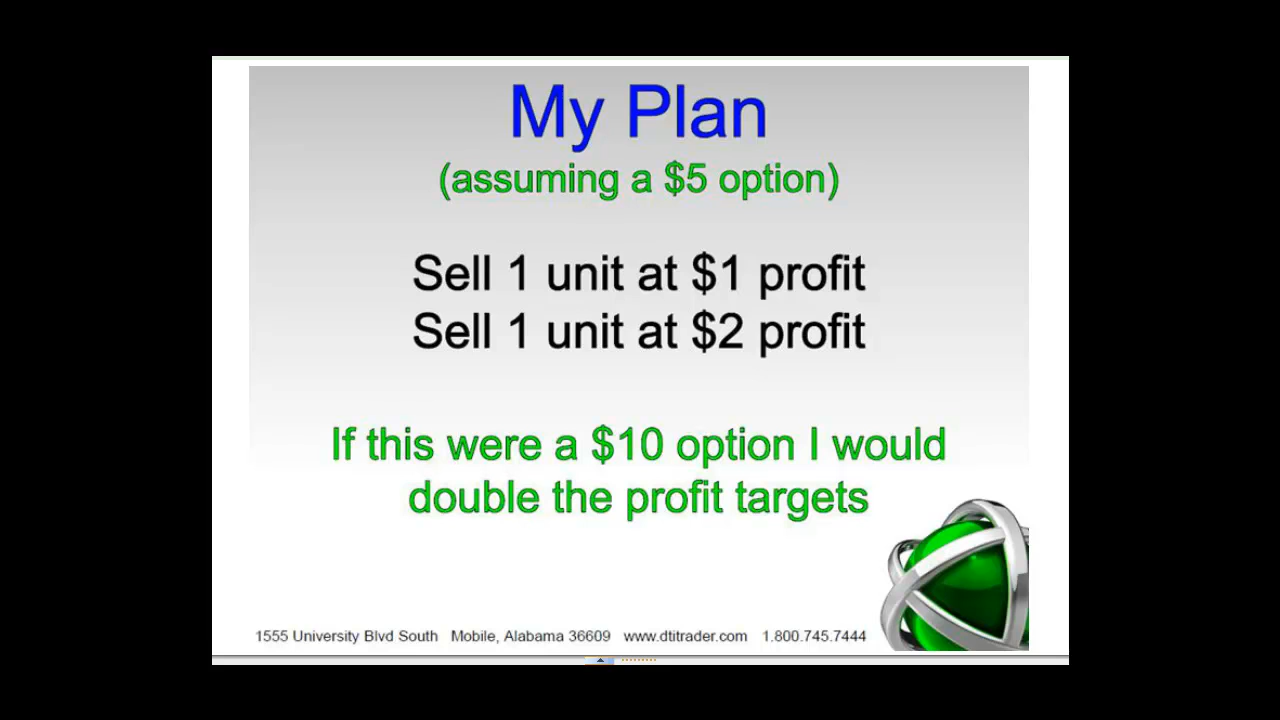 My Plan
(assuming a $5 option)
Sell 1 unit at $1 profit
Sell 1 unit at $2 profit
If this were a $10 option I would
double the profit targets
1555 University Blvd South Mobile, Alabama 36609 www.dtitrader.com 1.800.745.7444